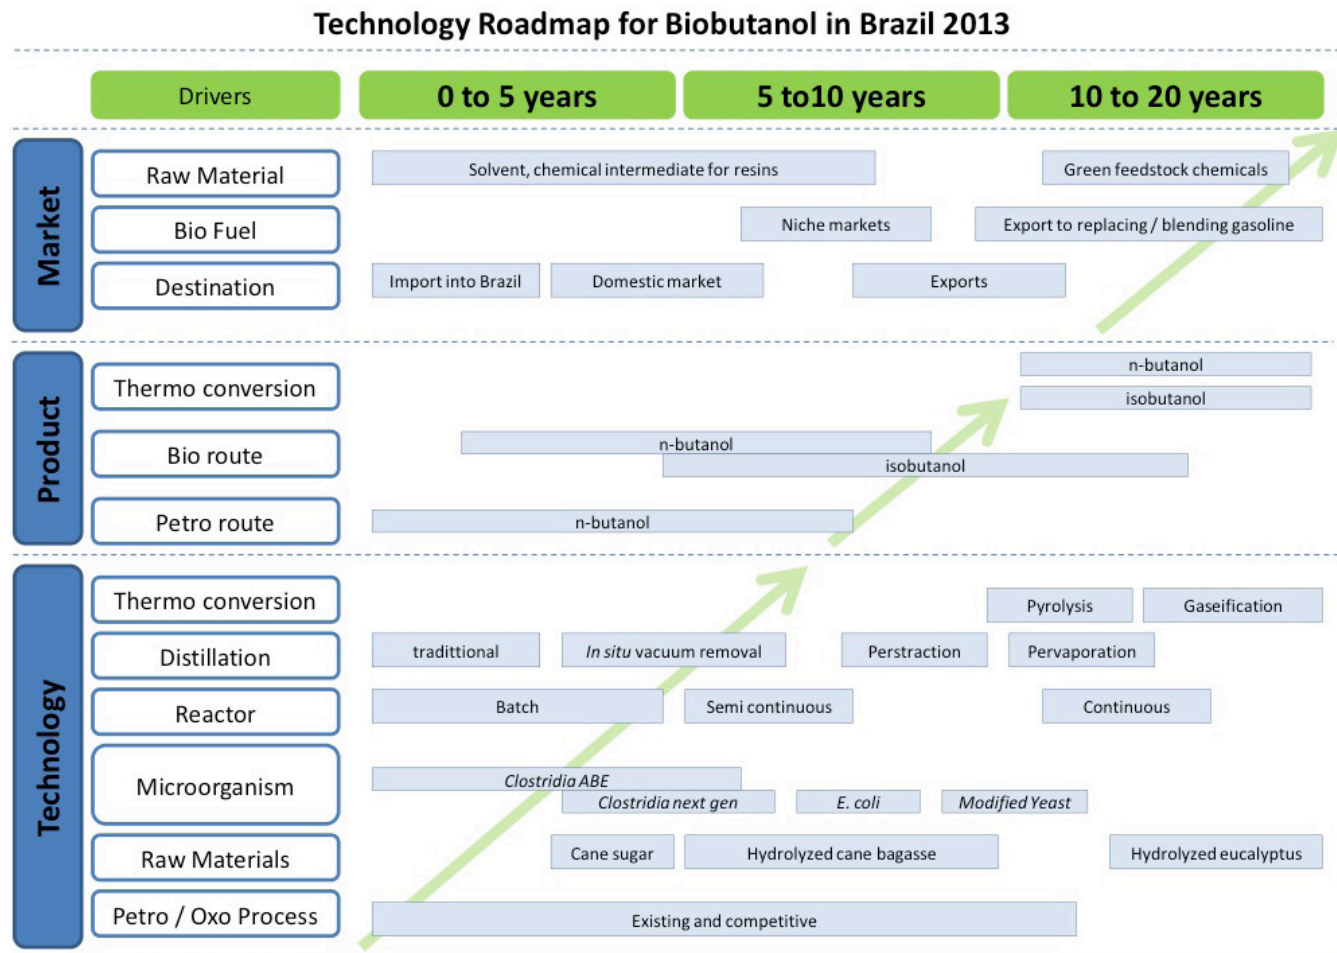 Technology Roadmap for Biobutanol in Brazil 2013
Drivers
0 to 5 years
5 to10 years
10 to 20 years
Market
Raw Material
Solvent, chemical intermediate for resins
Green feedstock chemicals
Bio Fuel
Niche markets
Export to replacing / blending gasoline
Destination
Import into Brazil
Domestic market
Exports
Product
Thermo conversion
n-butanol
isobutanol
Bio route
n-butanol
isobutanol
Petro route
n-butanol
Technology
Thermo conversion
Pyrolysis
Gaseification
Distillation
tradittional
In situ vacuum removal
Perstraction
Pervaporation
Reactor
Batch
Semi continuous
Continuous
Microorganism
Clostridia ABE
Clostridia next gen
E. coli
Modified Yeast
Raw Materials
Cane sugar
Hydrolyzed cane bagasse
Hydrolyzed eucalyptus
Petro / Oxo Process
Existing and competitive